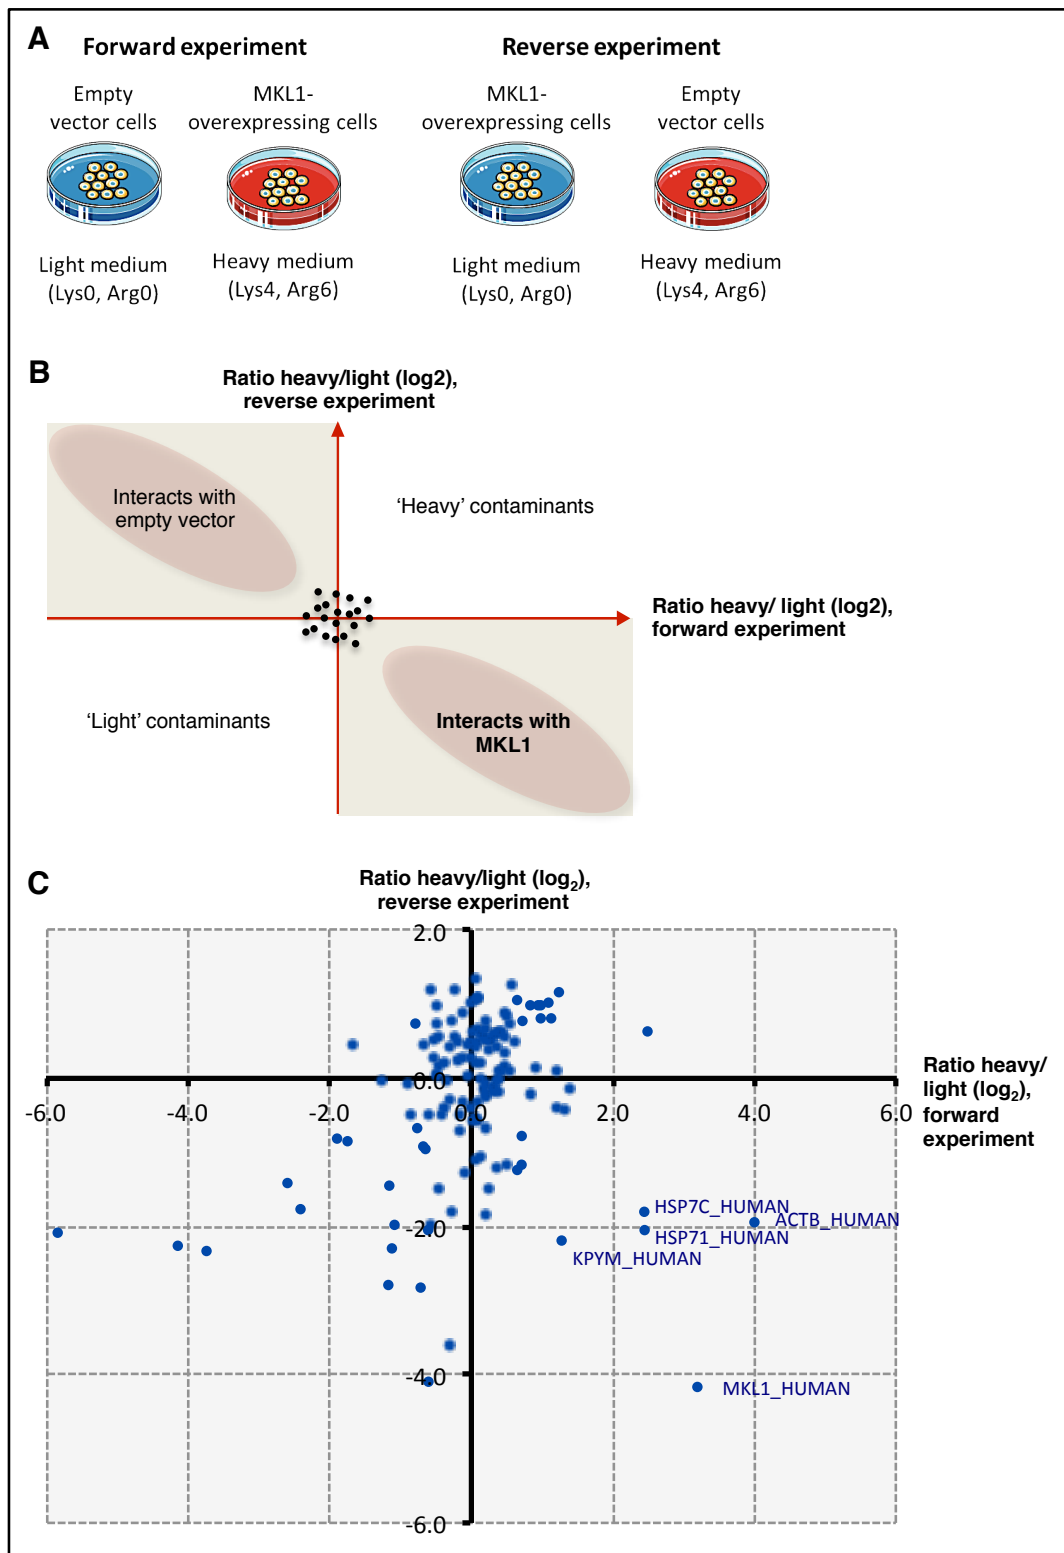 A
Forward experiment
Reverse experiment
Empty
vector cells
MKL1-
overexpressing cells
MKL1-
overexpressing cells
Empty
vector cells
Light medium
(Lys0, Arg0)
Heavy medium
(Lys4, Arg6)
Light medium
(Lys0, Arg0)
Heavy medium
(Lys4, Arg6)
B
Ratio heavy/light (log2),
reverse experiment
Interacts with
empty vector
‘Heavy’ contaminants
Ratio heavy/ light (log2),
forward experiment
‘Light’ contaminants
Interacts with
MKL1
C
Ratio heavy/light (log₂),
reverse experiment
2.0
0.0
-6.0
-4.0
-2.0
0.0
2.0
4.0
6.0
Ratio heavy/
light (log₂),
forward
experiment
HSP7C_HUMAN
ACTB_HUMAN
-2.0
HSP71_HUMAN
KPYM_HUMAN
-4.0
MKL1_HUMAN
-6.0